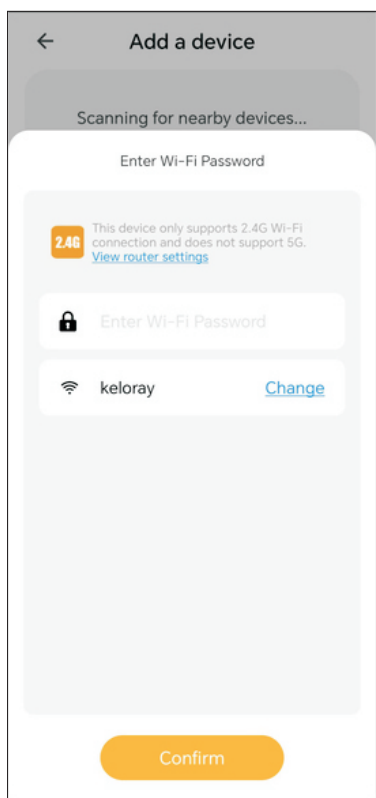 Add a device
Scanning for nearby devices...
Enter Wi-Fi Password
2.4G
This device only supports 2.4G Wi-Fi
connection and does not support 5G.
View router settings
Enter Wi-Fi Password
keloray
Change
Confirm